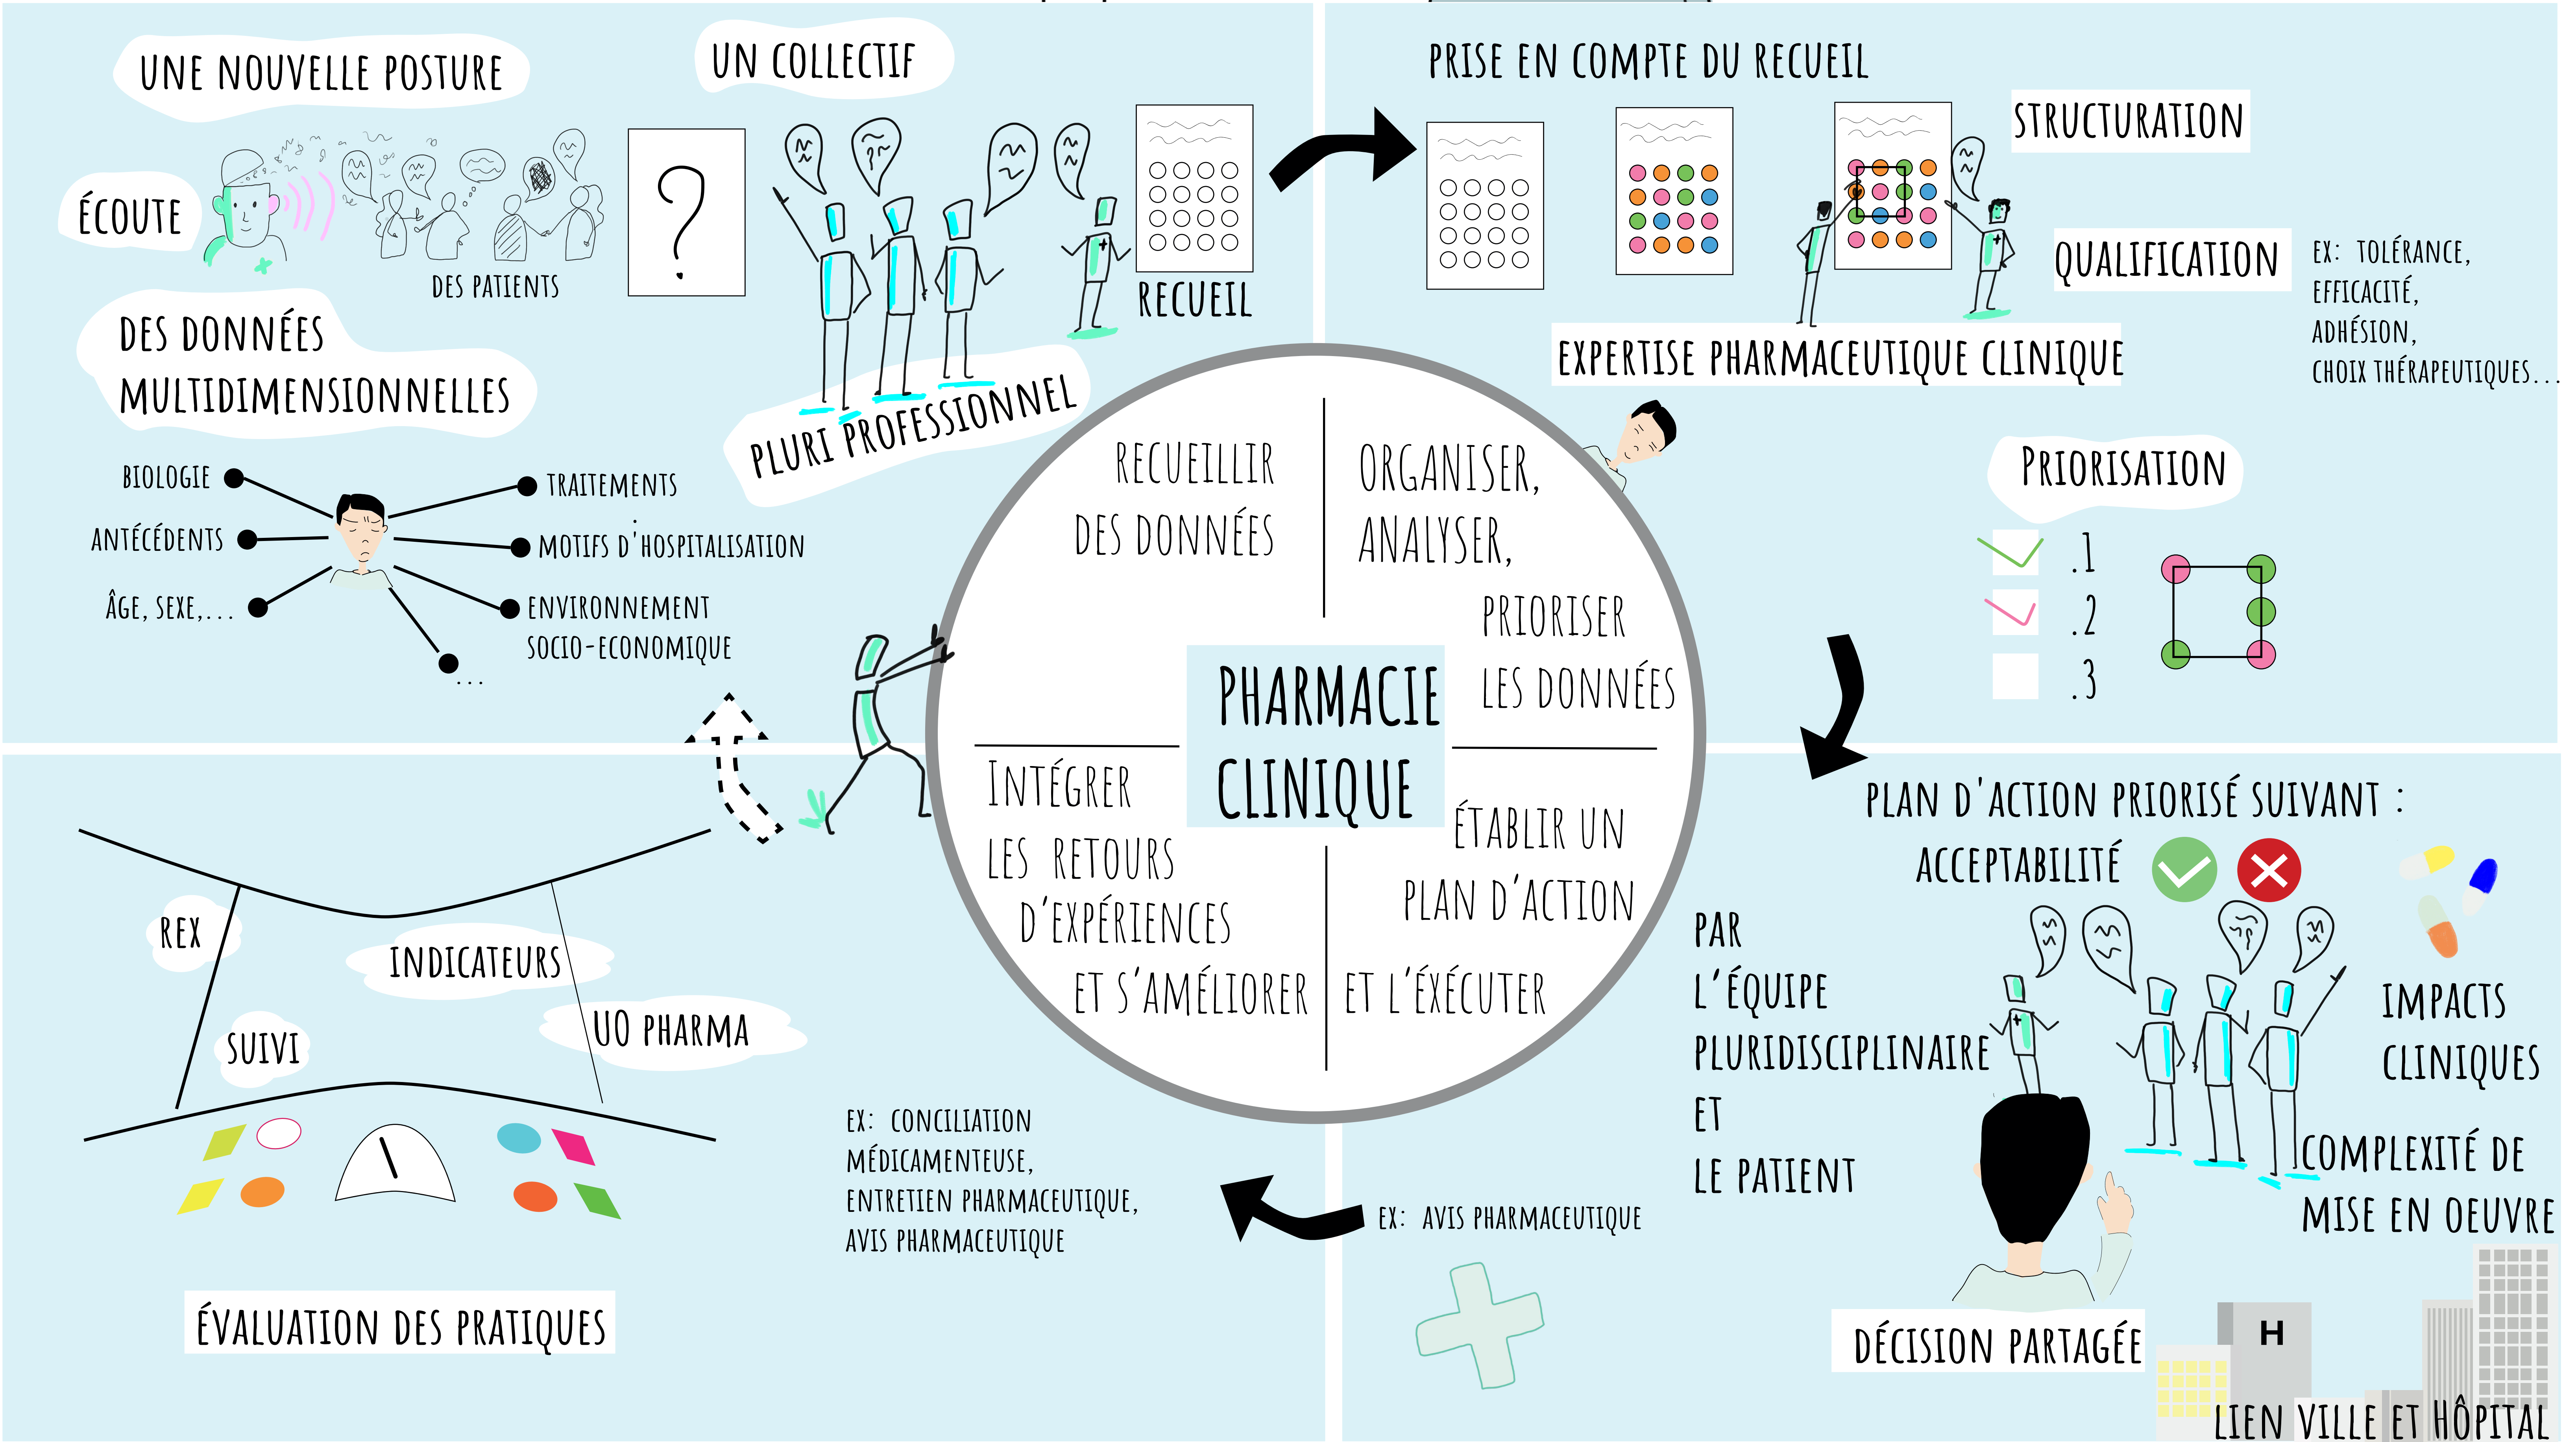 UNE NOUVELLE POSTURE
UN COLLECTIF
ÉCOUTE
DES PATIENTS
?
RECUEIL
PLURI PROFESSIONNEL
DES DONNÉES
MULTIDIMENSIONNELLES
BIOLOGIE
ANTÉCÉDENTS
ÂGE, SEXE,...
TRAITEMENTS
MOTIFS D'HOSPITALISATION
ENVIRONNEMENT
SOCIO-ECONOMIQUE
...
PRISE EN COMPTE DU RECUEIL
STRUCTURATION
QUALIFICATION
EX: TOLÉRANCE,
EFFICACITÉ,
ADHÉSION,
CHOIX THÉRAPEUTIQUES...
EXPERTISE PHARMACEUTIQUE CLINIQUE
PRIORISATION
.1
.2
.3
RECUEILLIR
DES DONNÉES
ORGANISER,
ANALYSER,
PRIORISER
LES DONNÉES
PHARMACIE
CLINIQUE
INTÉGRER
LES RETOURS
D'EXPÉRIENCES
ET S'AMÉLIORER
ÉTABLIR UN
PLAN D'ACTION
ET L'ÉXÉCUTER
PLAN D'ACTION PRIORISÉ SUIVANT :
ACCEPTABILITÉ
PAR
L'ÉQUIPE
PLURIDISCIPLINAIRE
ET
LE PATIENT
IMPACTS
CLINIQUES
COMPLEXITÉ DE
MISE EN OEUVRE
DÉCISION PARTAGÉE
H
LIEN VILLE ET HÔPITAL
EX: AVIS PHARMACEUTIQUE
EX: CONCILIATION
MÉDICAMENTEUSE,
ENTRETIEN PHARMACEUTIQUE,
AVIS PHARMACEUTIQUE
REX
INDICATEURS
SUIVI
UO PHARMA
ÉVALUATION DES PRATIQUES